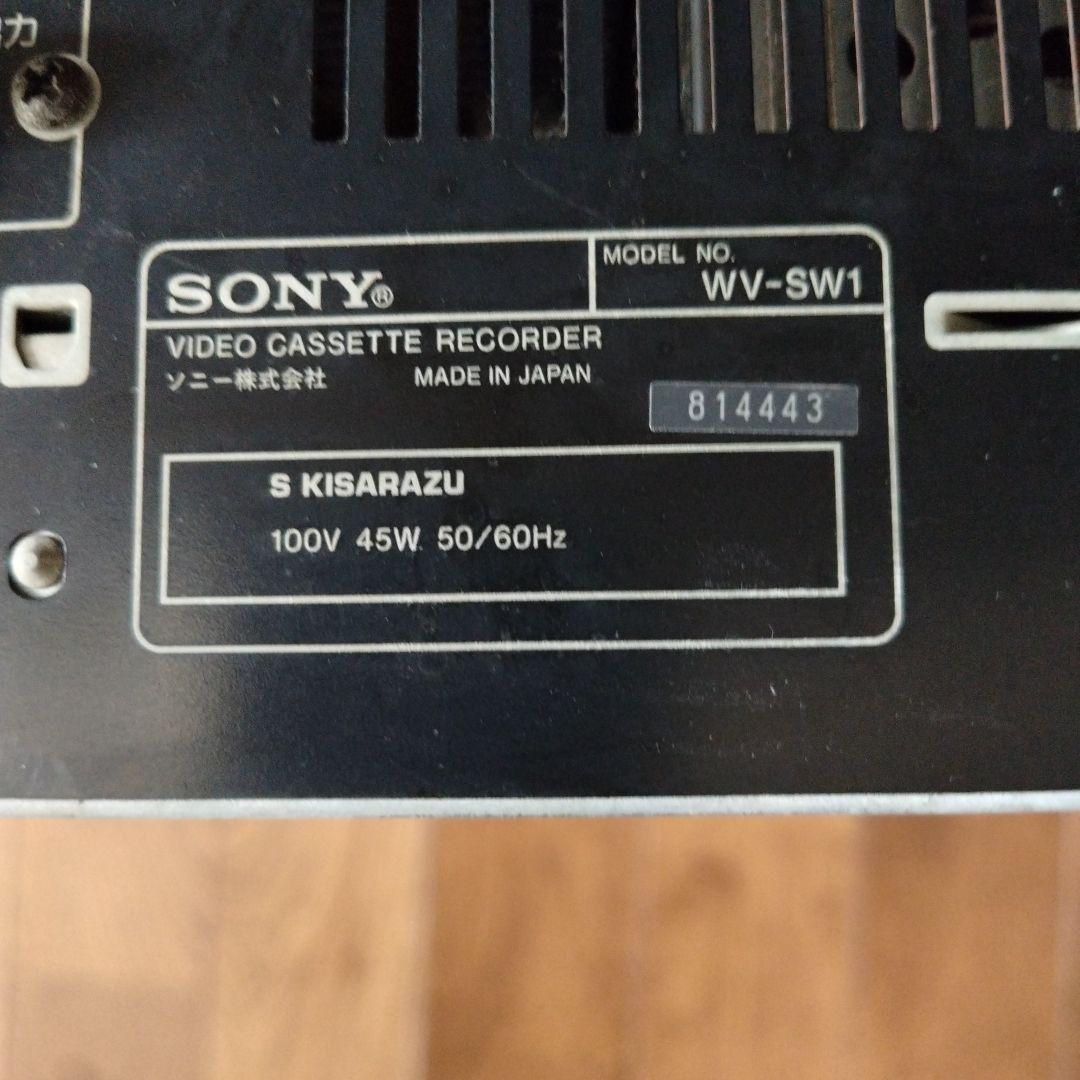 力
SONY®
MODEL NO.
WV-SW1
VIDEO CASSETTE RECORDER
ソニー株式会社 MADE IN JAPAN
814443
S KISARAZU
100V 45W 50/60Hz